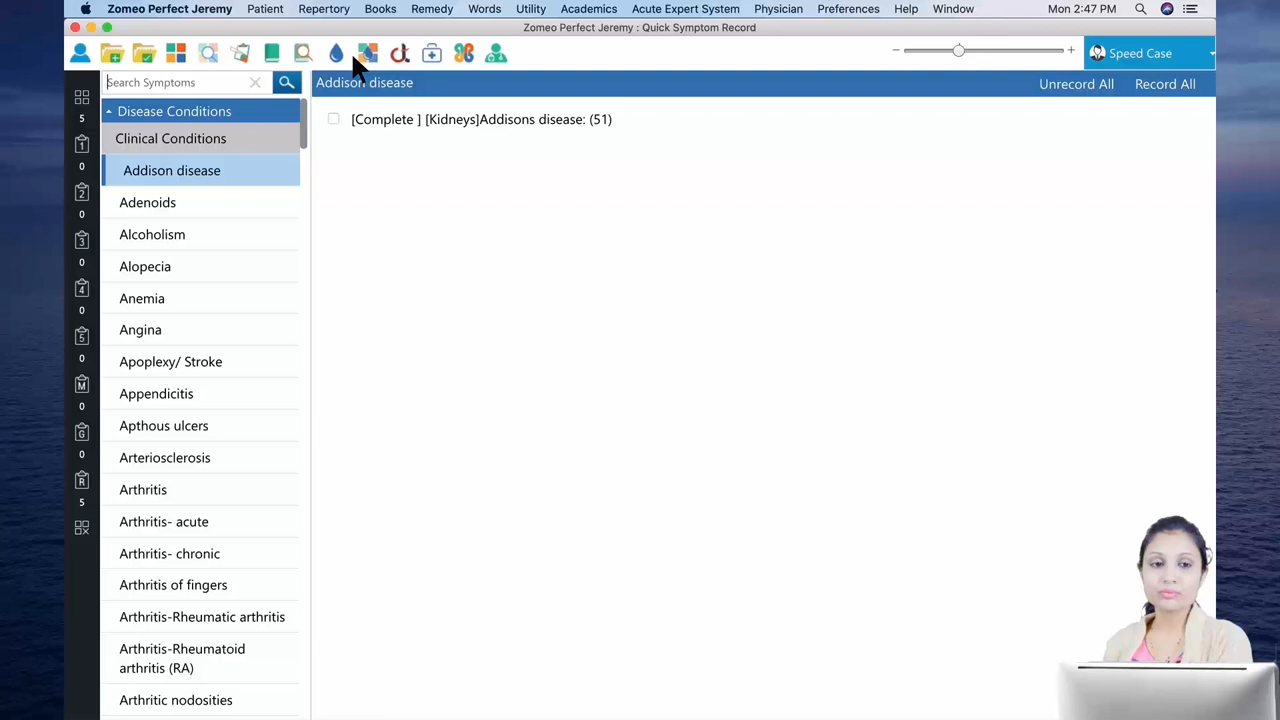 Zomeo Perfect Jeremy Patient Repertory Books Remedy Words Utility Academics Acute Expert System Physician Preferences Help Window Mon 2:47 PM
Zomeo Perfect Jeremy : Quick Symptom Record
Speed Case
Search Symptoms
Addison disease
Unrecord All Record All
Disease Conditions
[Complete ] [Kidneys]Addisons disease: (51)
Clinical Conditions
Addison disease
Adenoids
Alcoholism
Alopecia
Anemia
Angina
Apoplexy/ Stroke
Appendicitis
Apthous ulcers
Arteriosclerosis
Arthritis
Arthritis- acute
Arthritis- chronic
Arthritis of fingers
Arthritis-Rheumatic arthritis
Arthritis-Rheumatoid
arthritis (RA)
Arthritic nodosities
5
1
0
2
0
3
0
4
0
5
0
M
0
G
0
R
5